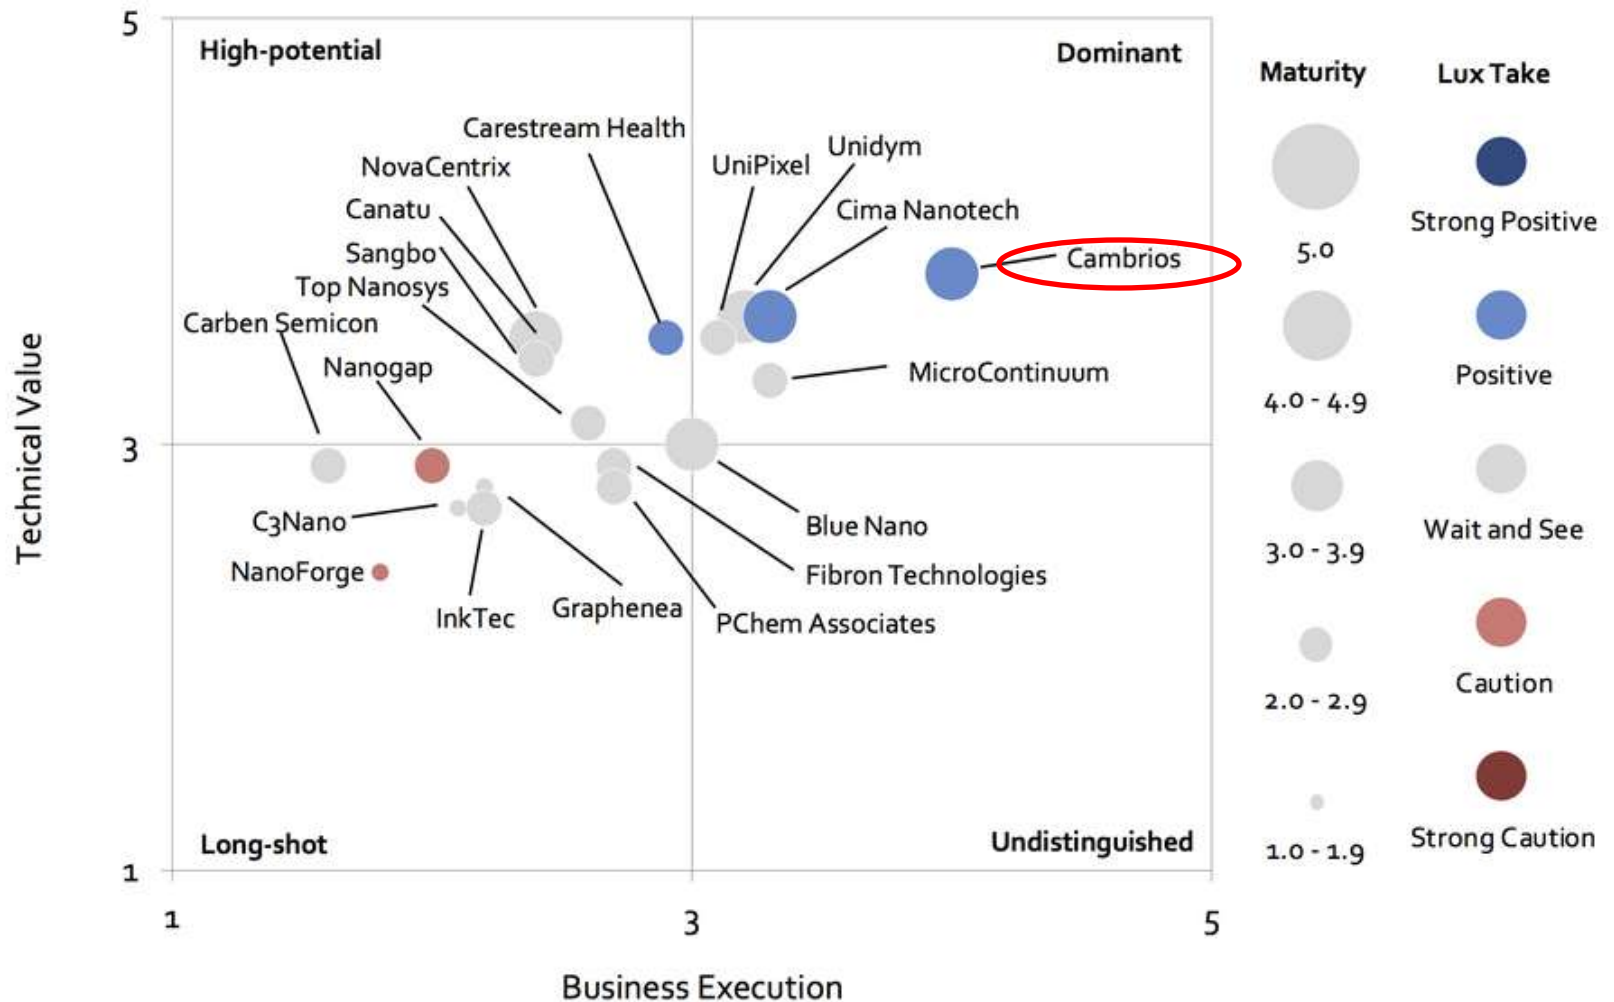 5
High-potential
Dominant
Carestream Health
NovaCentrix
Canatu
Sangbo
Top Nanosys
Carben Semicon
Nanogap
UniPixel
Unidym
Cima Nanotech
Cambrios
MicroContinuum
Technical Value
3
C3Nano
NanoForge
InkTec
Graphenea
Blue Nano
Fibron Technologies
PChem Associates
Long-shot
Undistinguished
1
1
3
5
Business Execution
Maturity
5.0
4.0 - 4.9
3.0 - 3.9
2.0 - 2.9
1.0 - 1.9
Lux Take
Strong Positive
Positive
Wait and See
Caution
Strong Caution